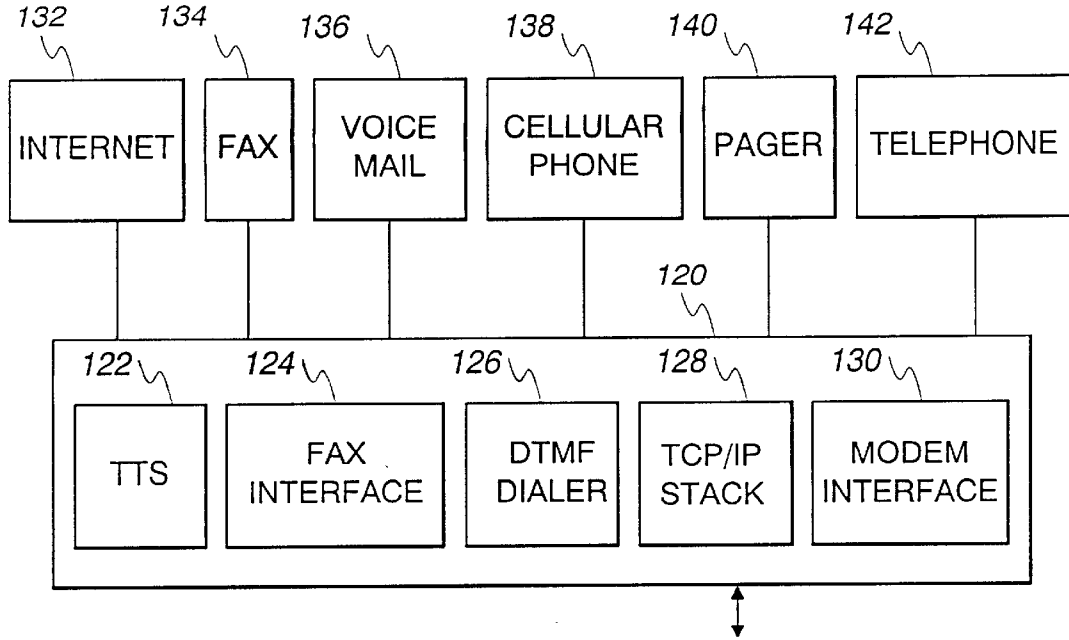 132 134 136 138 140 142
INTERNET
FAX
VOICE
MAIL
CELLULAR
PHONE
PAGER
TELEPHONE
120
122 124 126 128 130
TTS
FAX
INTERFACE
DTMF
DIALER
TCP/IP
STACK
MODEM
INTERFACE